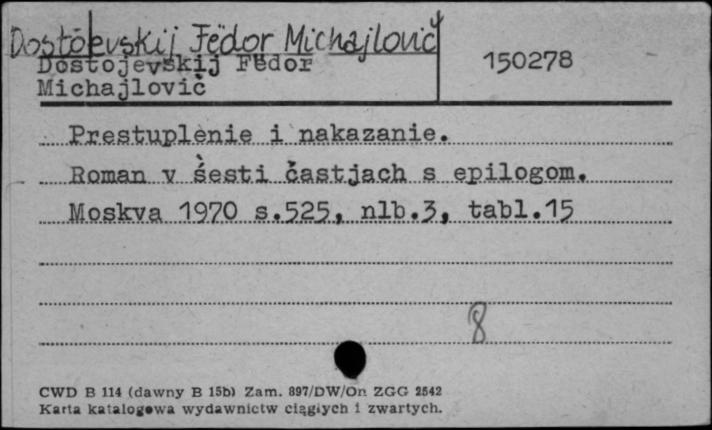 Dostojevskij Fëdor Michajlovič
Dostojevskij Fëdor
Michajlovič
150278
Prestuplènie i nakazanie.
Roman v šesti častjach s epilogom.
Moskva 1970 s.525, nlb.3, tabl.15
8
CWD B 114 (dawny B 15b) Zam. 897/DW/On ZGG 2542
Karta katalogowa wydawnictw ciągłych i zwartych.